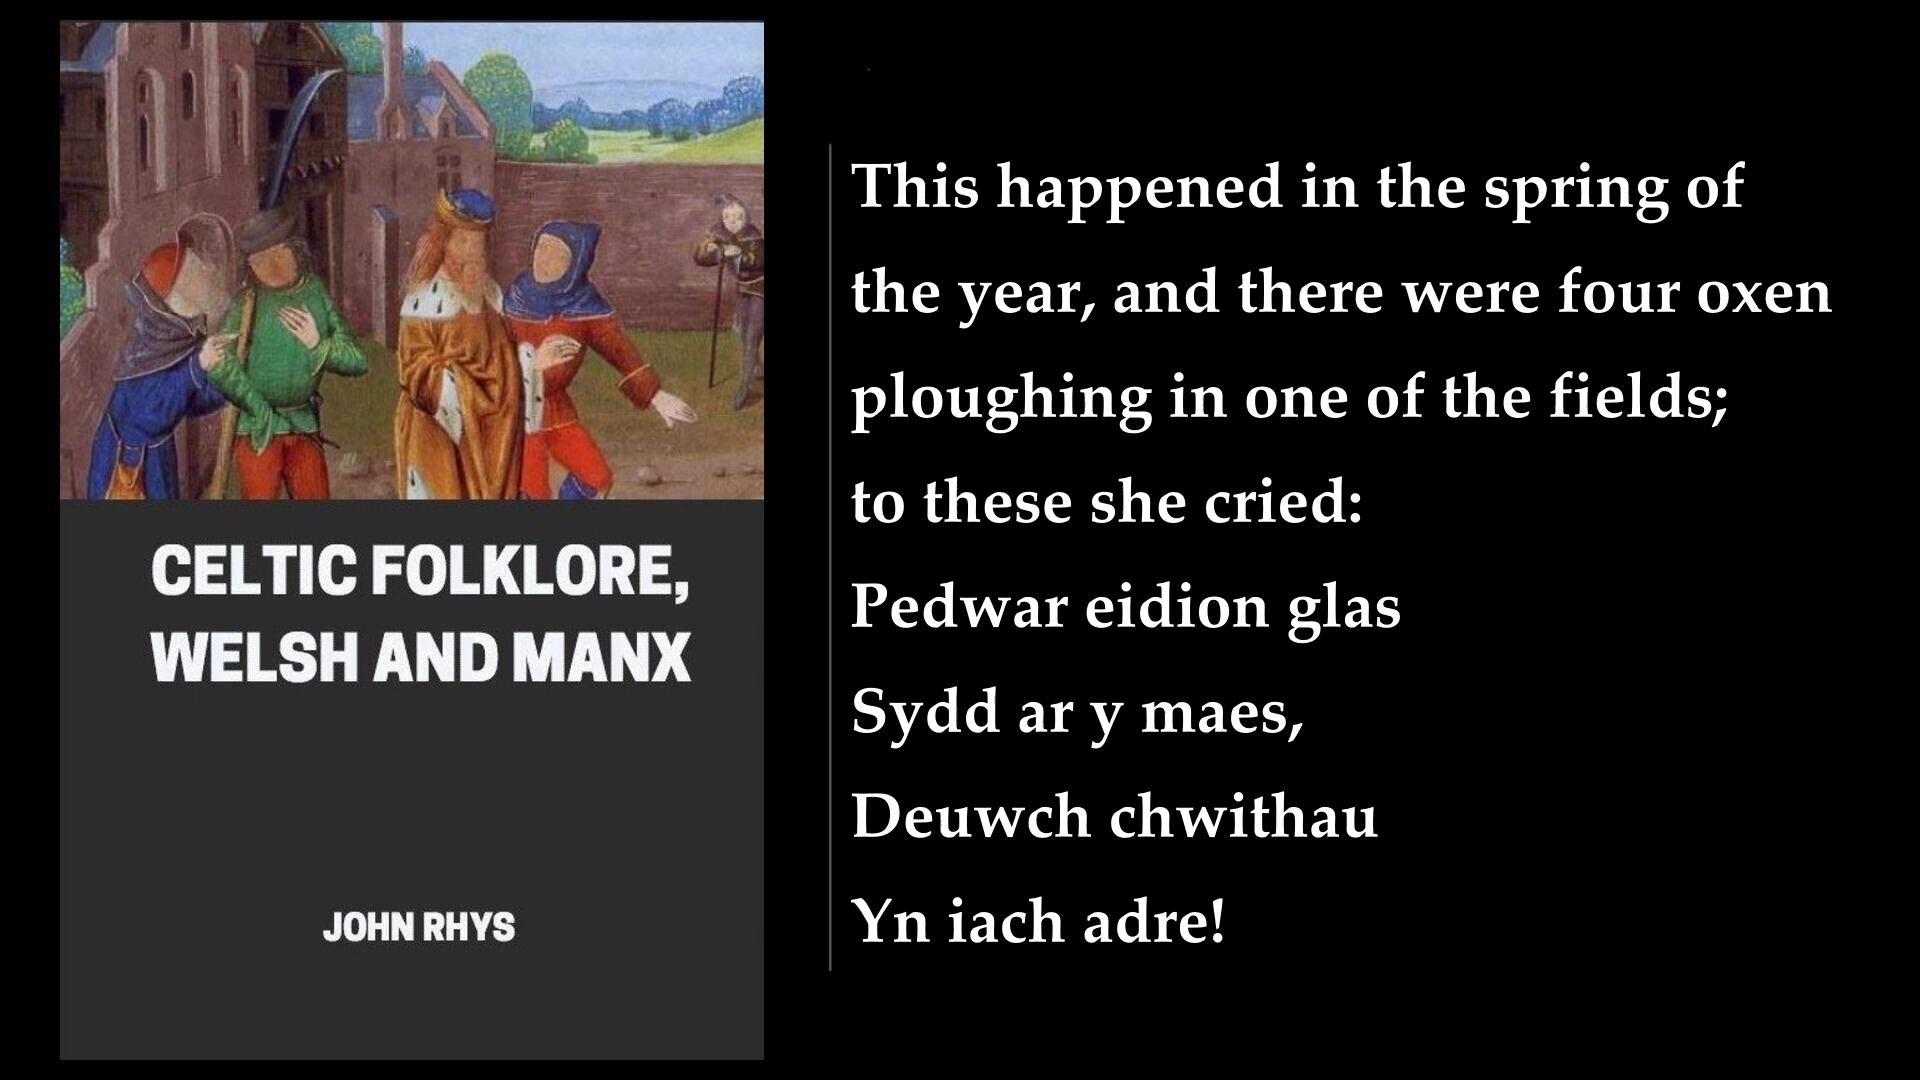 CELTIC FOLKLORE,
WELSH AND MANX
JOHN RHYS
This happened in the spring of
the year, and there were four oxen
ploughing in one of the fields;
to these she cried:
Pedwar eidion glas
Sydd ar y maes,
Deuwch chwithau
Yn iach adre!